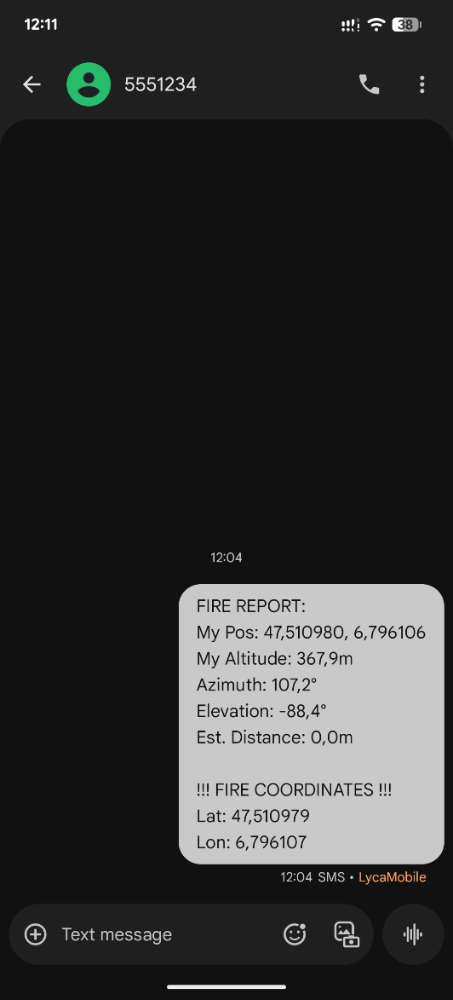 12:11
38
5551234
12:04
FIRE REPORT:
My Pos: 47,510980, 6,796106
My Altitude: 367,9m
Azimuth: 107,2°
Elevation: -88,4°
Est. Distance: 0,0m
!!! FIRE COORDINATES !!!
Lat: 47,510979
Lon: 6,796107
12:04 SMS • LycaMobile
Text message